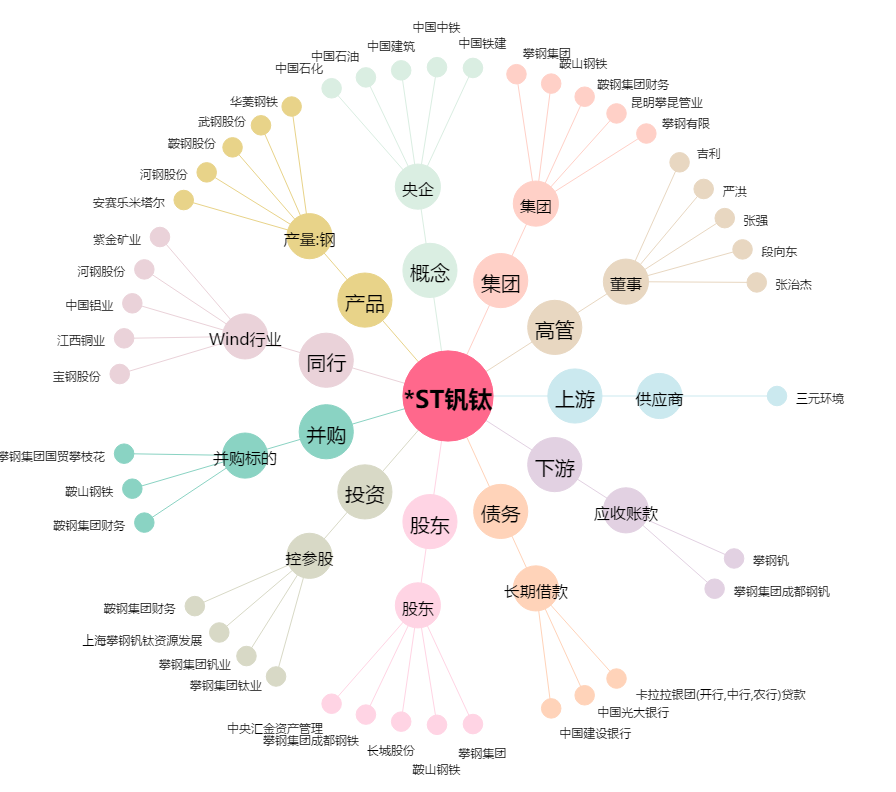 中国中铁
中国铁建
中国建筑
中国石油
中国石化
央企
概念
攀钢集团
鞍山钢铁
鞍钢集团财务
昆明攀昆管业
攀钢有限
集团
集团
吉利
严洪
张强
段向东
张治杰
董事
高管
华菱钢铁
武钢股份
鞍钢股份
河钢股份
安赛乐米塔尔
产量:钢
产品
紫金矿业
河钢股份
中国铝业
江西铜业
宝钢股份
Wind行业
同行
*ST钒钛
上游
供应商
三元环境
并购
并购标的
攀钢集团国贸攀枝花
鞍山钢铁
鞍钢集团财务
下游
应收账款
攀钢钒
攀钢集团成都钢钒
投资
控参股
鞍钢集团财务
上海攀钢钒钛资源发展
攀钢集团钒业
攀钢集团钛业
股东
股东
中央汇金资产管理
攀钢集团成都钢铁
长城股份
鞍山钢铁
攀钢集团
债务
长期借款
卡拉拉银团(开行,中行,农行)贷款
中国光大银行
中国建设银行